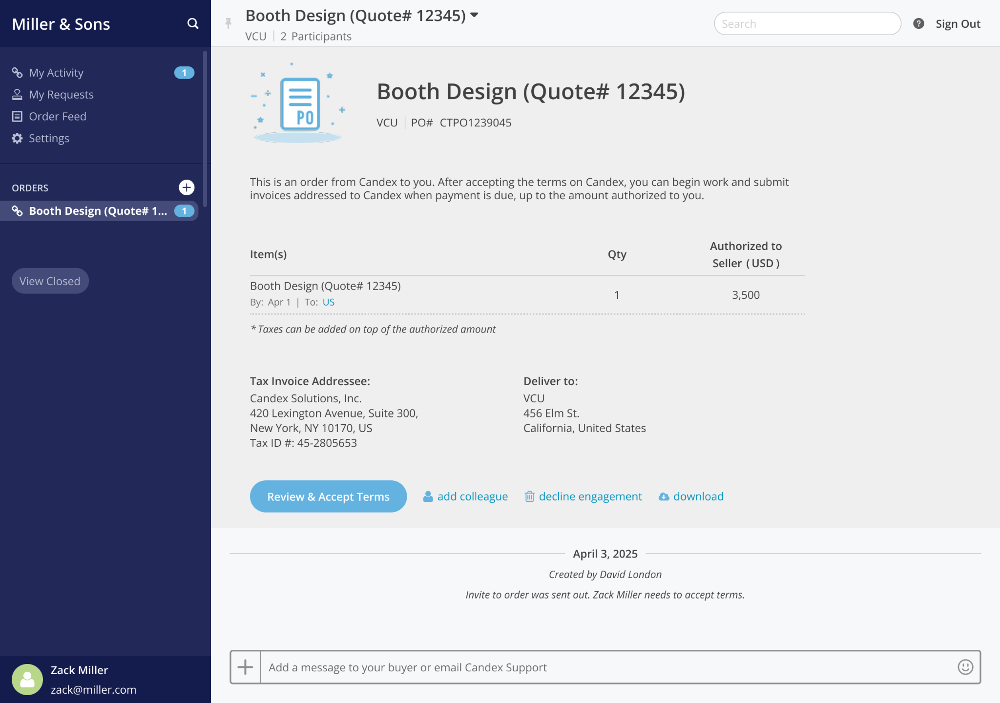 Miller & Sons
My Activity 1
My Requests
Order Feed
Settings
ORDERS
Booth Design (Quote# 1... 1
View Closed
Zack Miller
zack@miller.com
Booth Design (Quote# 12345)
VCU | 2 Participants
Search
? Sign Out
PO
Booth Design (Quote# 12345)
VCU | PO# CTPO1239045
This is an order from Candex to you. After accepting the terms on Candex, you can begin work and submit
invoices addressed to Candex when payment is due, up to the amount authorized to you.
Item(s) Qty Authorized to
Seller ( USD )
Booth Design (Quote# 12345) 1 3,500
By: Apr 1 | To: US
* Taxes can be added on top of the authorized amount
Tax Invoice Addressee:
Candex Solutions, Inc.
420 Lexington Avenue, Suite 300,
New York, NY 10170, US
Tax ID #: 45-2805653
Deliver to:
VCU
456 Elm St.
California, United States
Review & Accept Terms add colleague decline engagement download
April 3, 2025
Created by David London
Invite to order was sent out. Zack Miller needs to accept terms.
Add a message to your buyer or email Candex Support